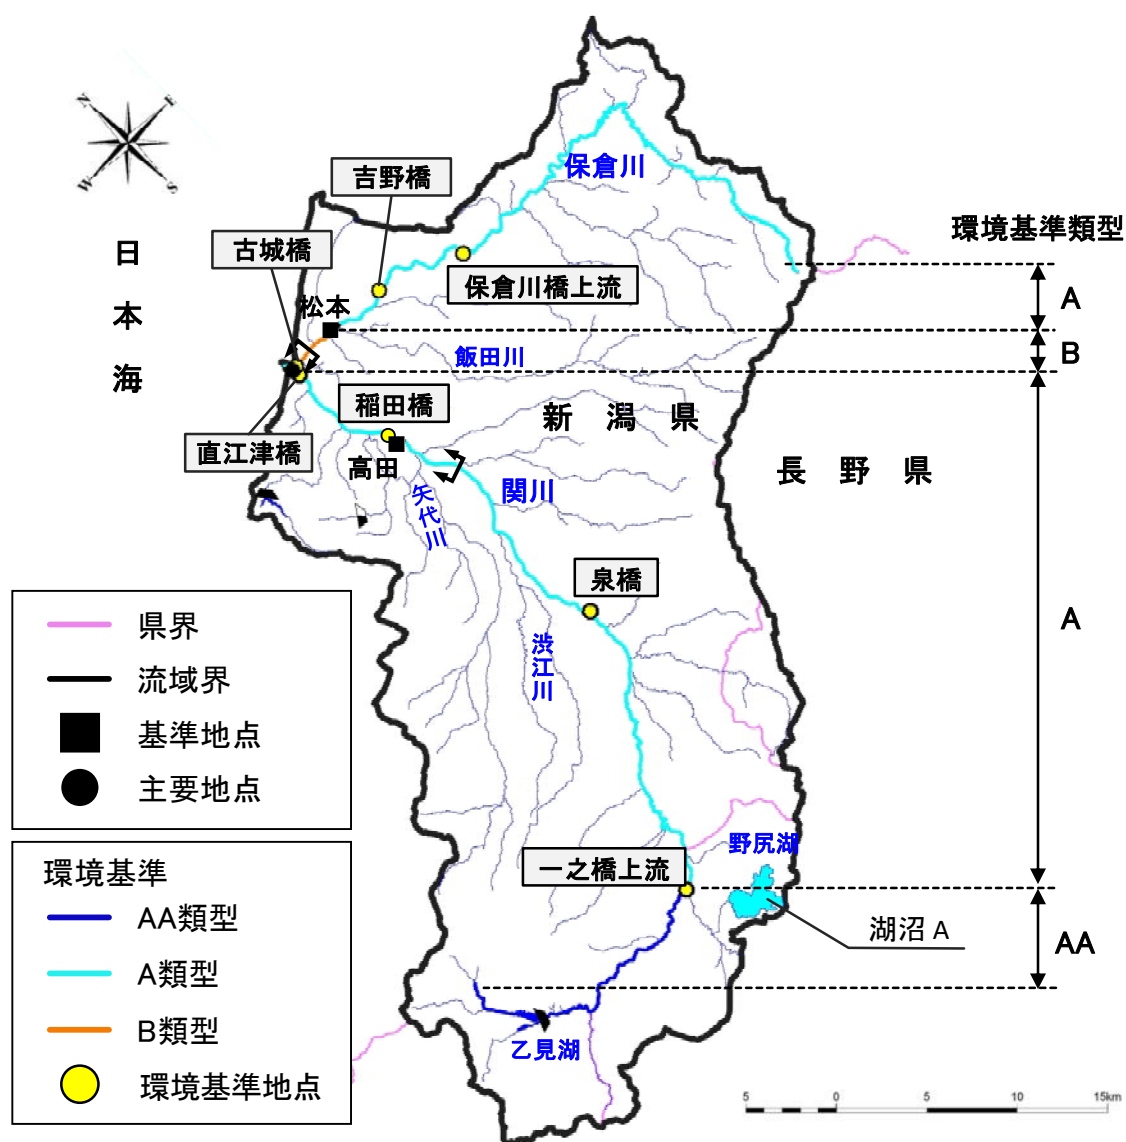 N
E
W
S
日本海
吉野橋
古城橋
松本
直江津橋
保倉川
保倉川橋上流
飯田川
稲田橋
高田
矢代川
関川
新潟県
長野県
泉橋
渋江川
一之橋上流
野尻湖
湖沼 A
乙見湖
環境基準類型
A
B
A
AA
県界
流域界
基準地点
主要地点
環境基準
AA類型
A類型
B類型
環境基準地点
5 0 5 10 15km